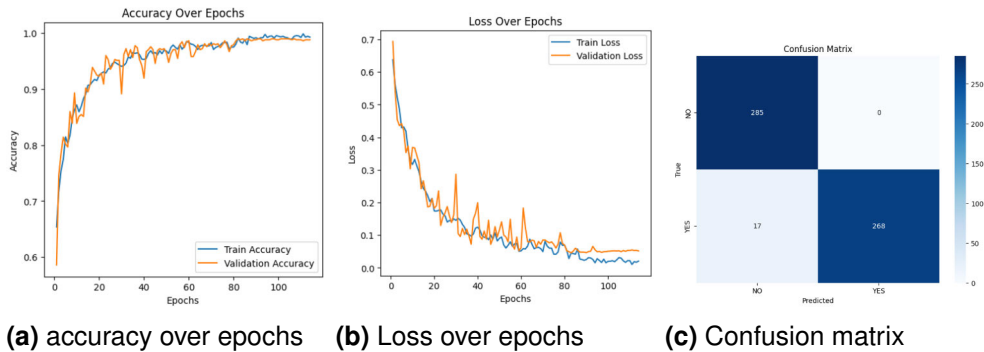 Accuracy Over Epochs
1.0
0.9
0.8
0.7
0.6
Accuracy
0 20 40 60 80 100
Epochs
Train Accuracy
Validation Accuracy
Loss Over Epochs
0.7
0.6
0.5
0.4
0.3
0.2
0.1
0.0
Loss
0 20 40 60 80 100
Epochs
Train Loss
Validation Loss
Confusion Matrix
NO
YES
True
285 0
17 268
NO YES
Predicted
250
200
150
100
50
0
(a) accuracy over epochs (b) Loss over epochs (c) Confusion matrix